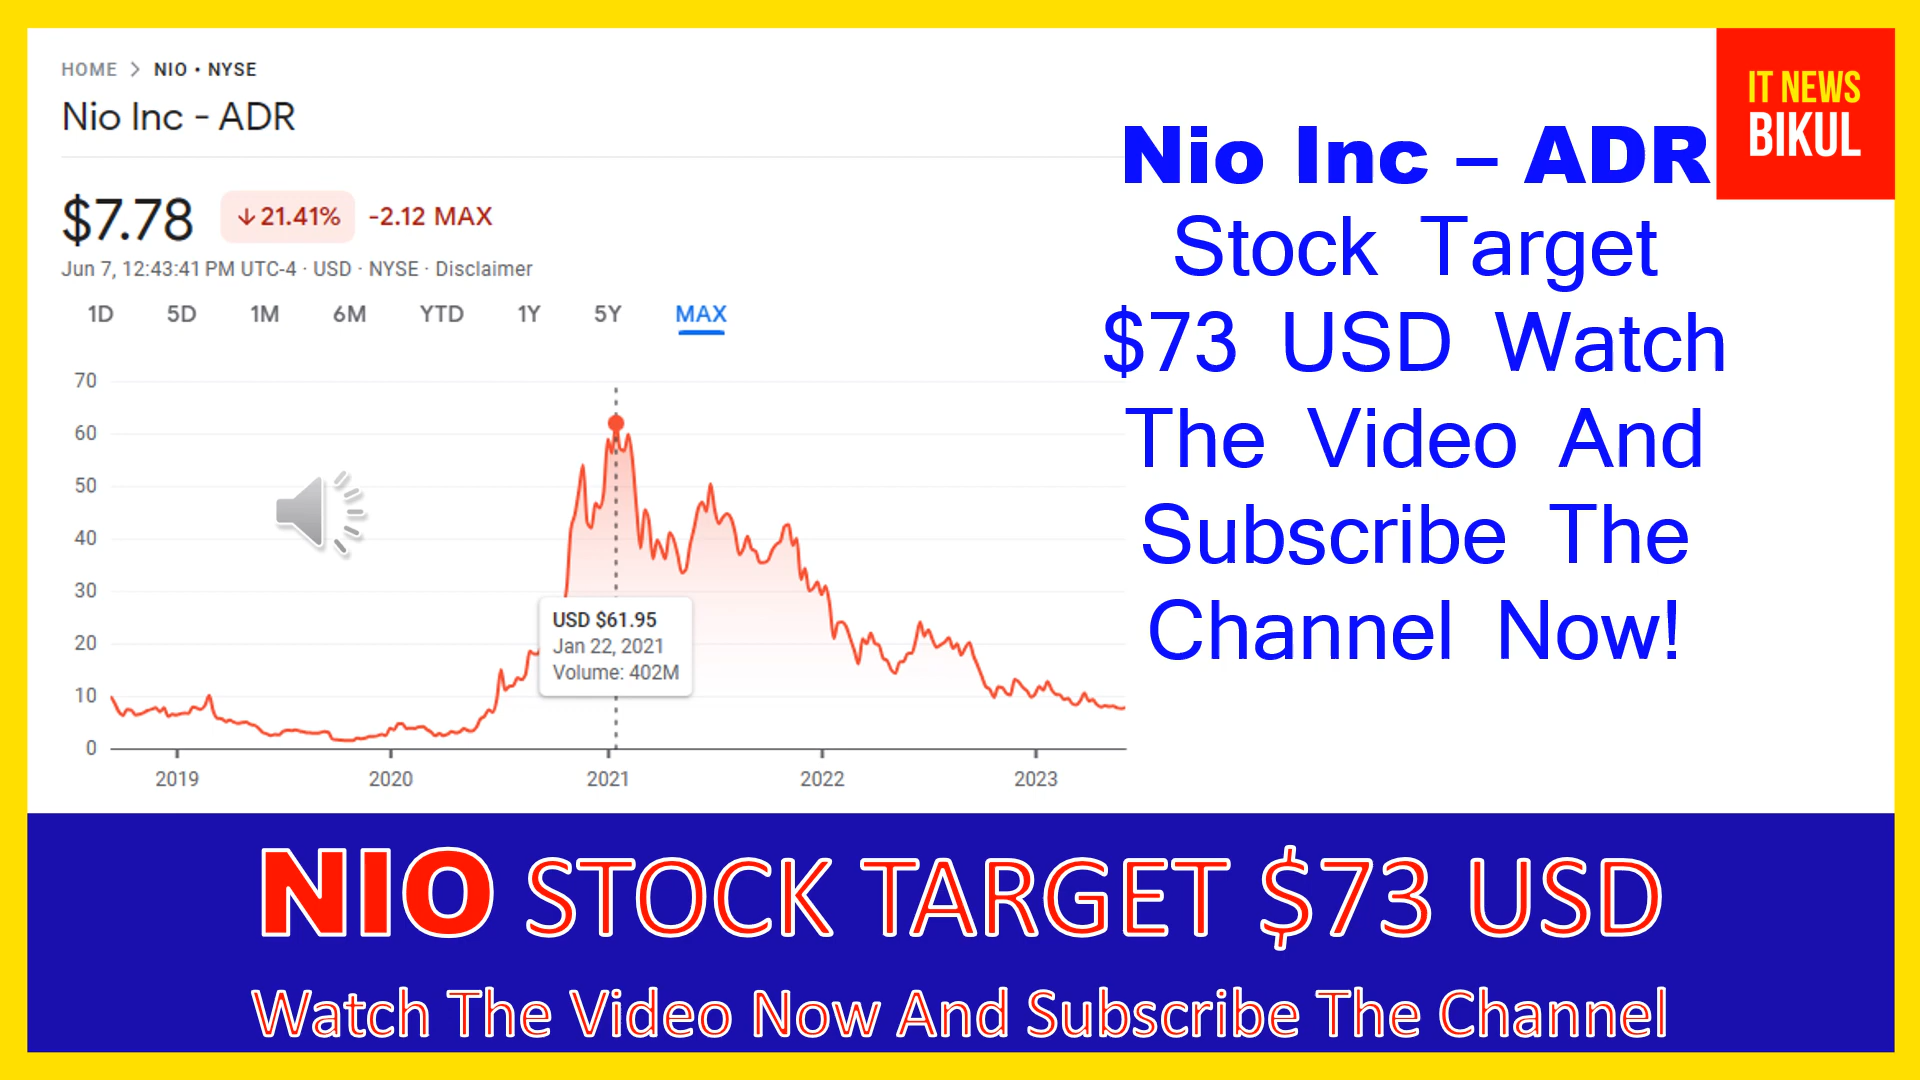 HOME > NIO • NYSE
Nio Inc - ADR
$7.78 ↓21.41% -2.12 MAX
Jun 7, 12:43:41 PM UTC-4 · USD · NYSE · Disclaimer
1D 5D 1M 6M YTD 1Y 5Y MAX
70
60
50
40
30
20
10
0
USD $61.95
Jan 22, 2021
Volume: 402M
2019 2020 2021 2022 2023
Nio Inc – ADR
Stock Target
$73 USD Watch
The Video And
Subscribe The
Channel Now!
IT NEWS
BIKUL
NIO STOCK TARGET $73 USD
Watch The Video Now And Subscribe The Channel